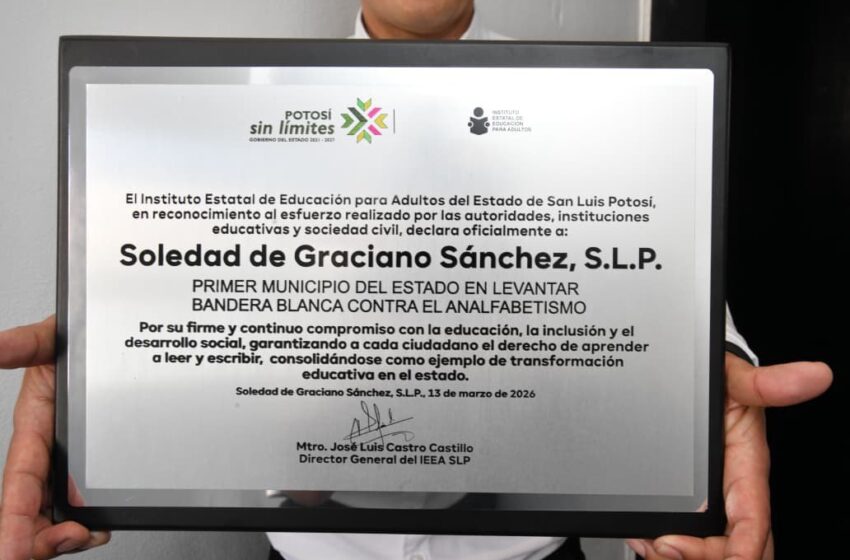 POTOSÍ
sin límites
GOBIERNO DEL ESTADO 2021 - 2027
INSTITUTO
ESTATAL DE
EDUCACIÓN
PARA ADULTOS
El Instituto Estatal de Educación para Adultos del Estado de San Luis Potosí,
en reconocimiento al esfuerzo realizado por las autoridades, instituciones
educativas y sociedad civil, declara oficialmente a:
Soledad de Graciano Sánchez, S.L.P.
PRIMER MUNICIPIO DEL ESTADO EN LEVANTAR
BANDERA BLANCA CONTRA EL ANALFABETISMO
Por su firme y continuo compromiso con la educación, la inclusión y el
desarrollo social, garantizando a cada ciudadano el derecho de aprender
a leer y escribir, consolidándose como ejemplo de transformación
educativa en el estado.
Soledad de Graciano Sánchez, S.L.P., 13 de marzo de 2026
Mtro. José Luis Castro Castillo
Director General del IEEA SLP